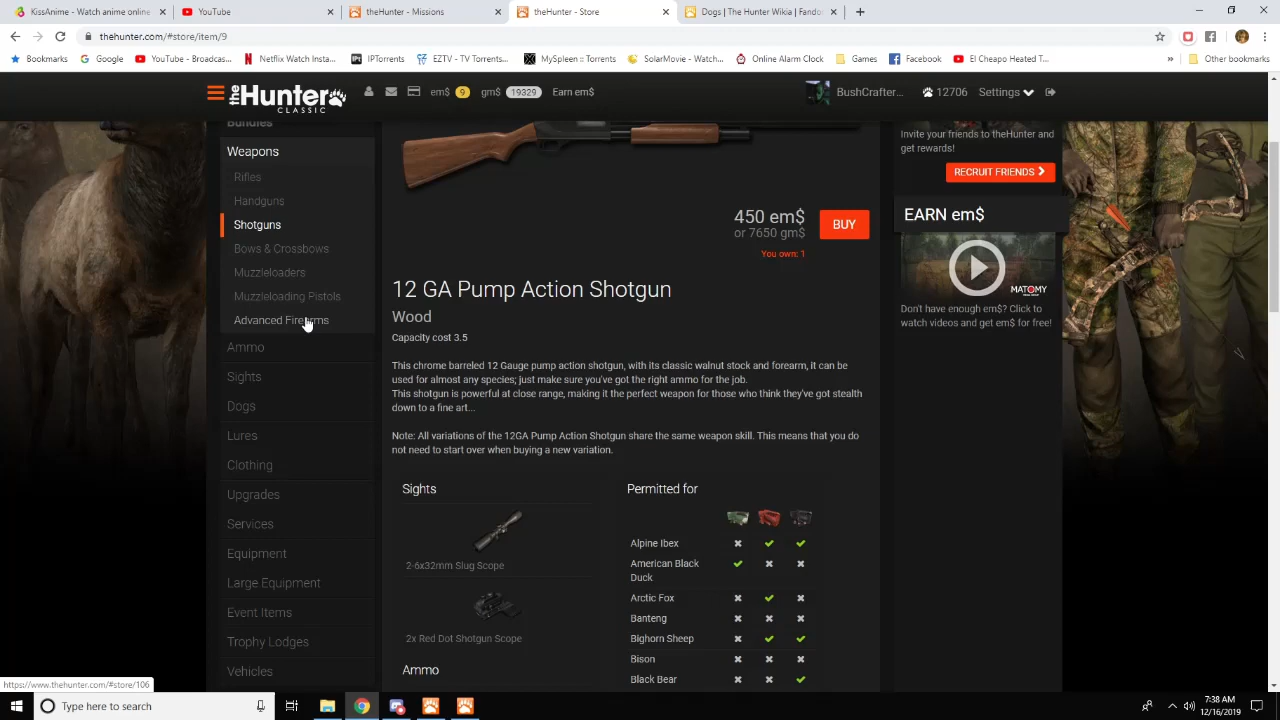 KissAnime - Watch anime online
YouTube
theHunter - Missions
theHunter - Store
Dogs | The Hunter Wikia | Fando
thehunter.com/#store/item/9
Bookmarks
Google
YouTube - Broadcas...
Netflix Watch Insta...
IPTorrents
EZTV - TV Torrents...
MySpleen :: Torrents
SolarMovie - Watch...
Online Alarm Clock
Games
Facebook
El Cheapo Heated T...
»
Other bookmarks
theHunter CLASSIC
em$ 9 gm$ 19329 Earn em$
BushCrafter... 12706 Settings
Bundles
Weapons
Rifles
Handguns
Shotguns
Bows & Crossbows
Muzzleloaders
Muzzleloading Pistols
Advanced Firearms
Ammo
Sights
Dogs
Lures
Clothing
Upgrades
Services
Equipment
Large Equipment
Event Items
Trophy Lodges
Vehicles
450 em$
or 7650 gm$
BUY
You own: 1
12 GA Pump Action Shotgun
Wood
Capacity cost 3.5
This chrome barreled 12 Gauge pump action shotgun, with its classic walnut stock and forearm, it can be
used for almost any species; just make sure you've got the right ammo for the job.
This shotgun is powerful at close range, making it the perfect weapon for those who think they've got stealth
down to a fine art...
Note: All variations of the 12GA Pump Action Shotgun share the same weapon skill. This means that you do
not need to start over when buying a new variation.
Sights
2-6x32mm Slug Scope
2x Red Dot Shotgun Scope
Ammo
Permitted for
Alpine Ibex
American Black
Duck
Arctic Fox
Banteng
Bighorn Sheep
Bison
Black Bear
Invite your friends to theHunter and
get rewards!
RECRUIT FRIENDS
EARN em$
MATOMY
Don't have enough em$? Click to
watch videos and get em$ for free!
https://www.thehunter.com/#store/106
Type here to search
7:38 AM
12/16/2019